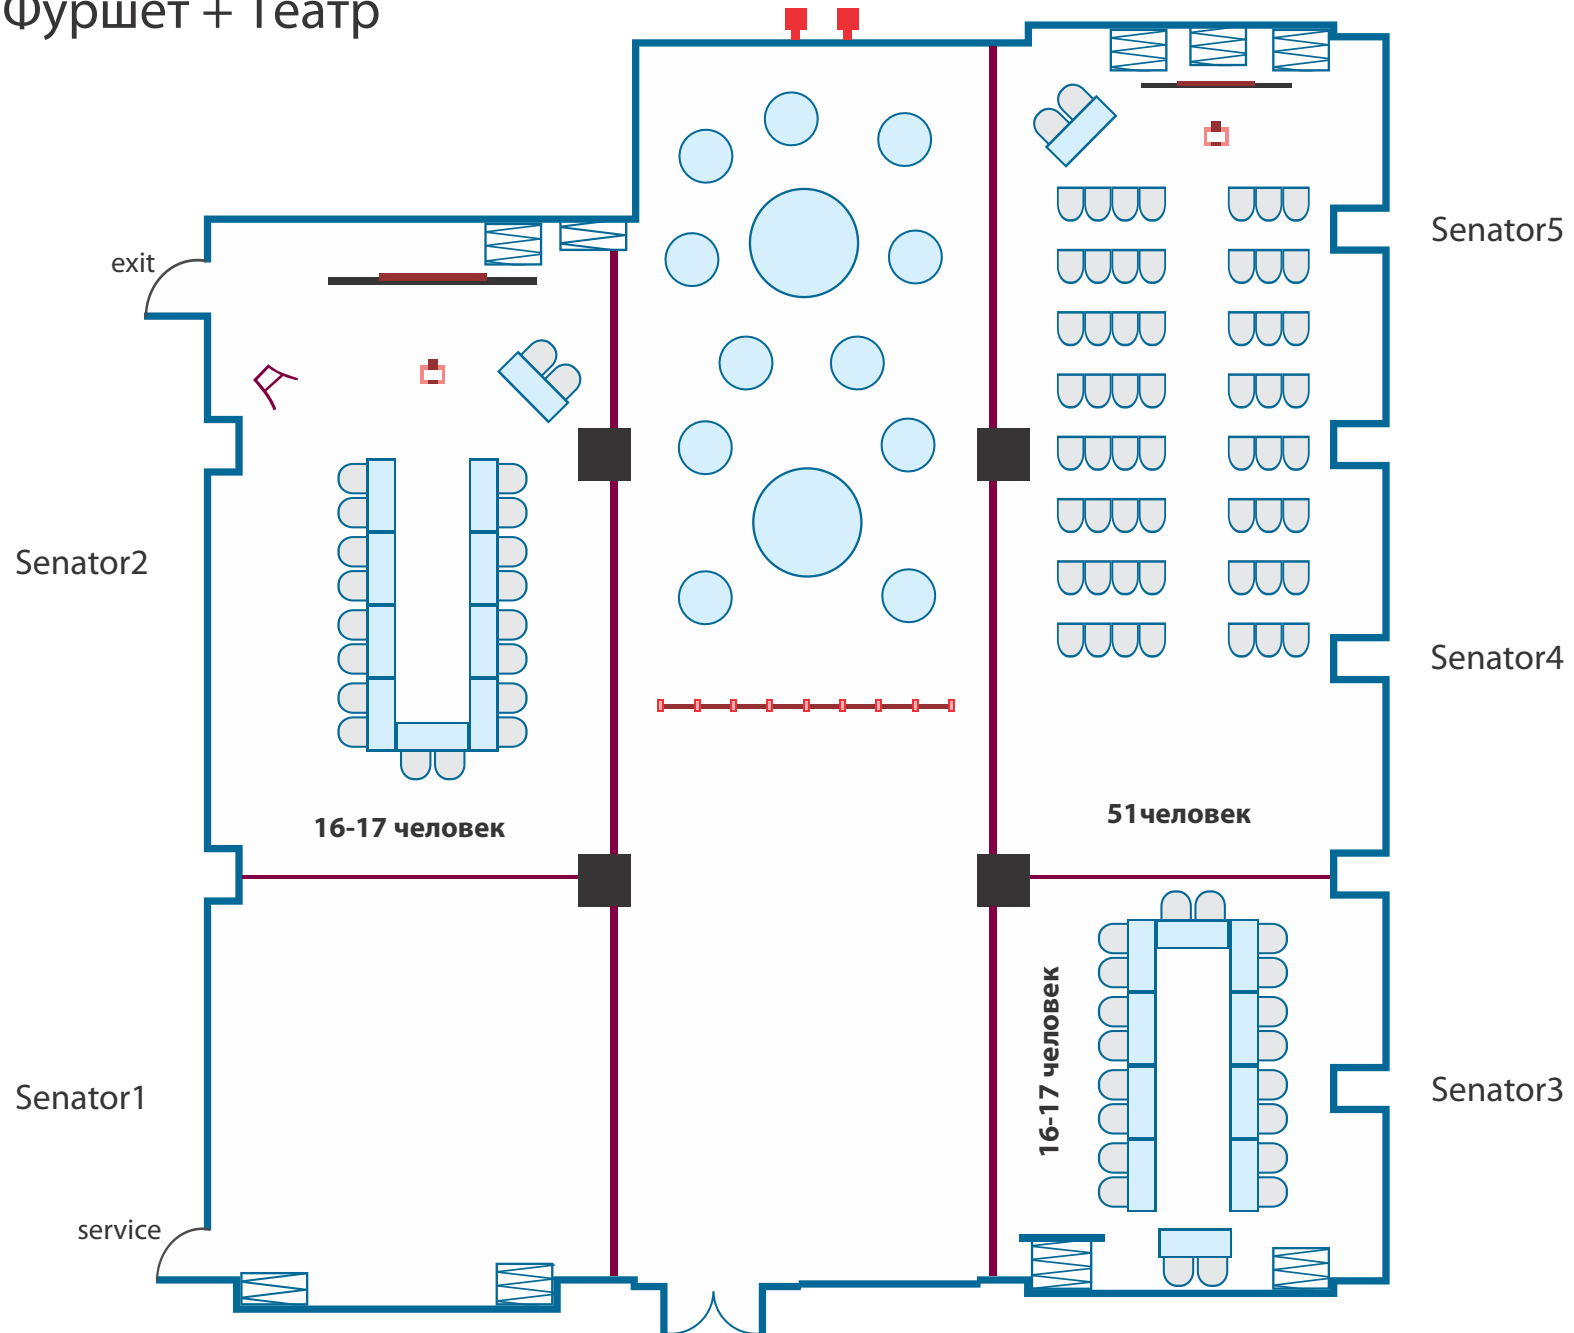 Фуршет + Театр
exit
Senator5
Senator2
Senator4
16-17 человек
51человек
16-17 человек
Senator1
Senator3
service